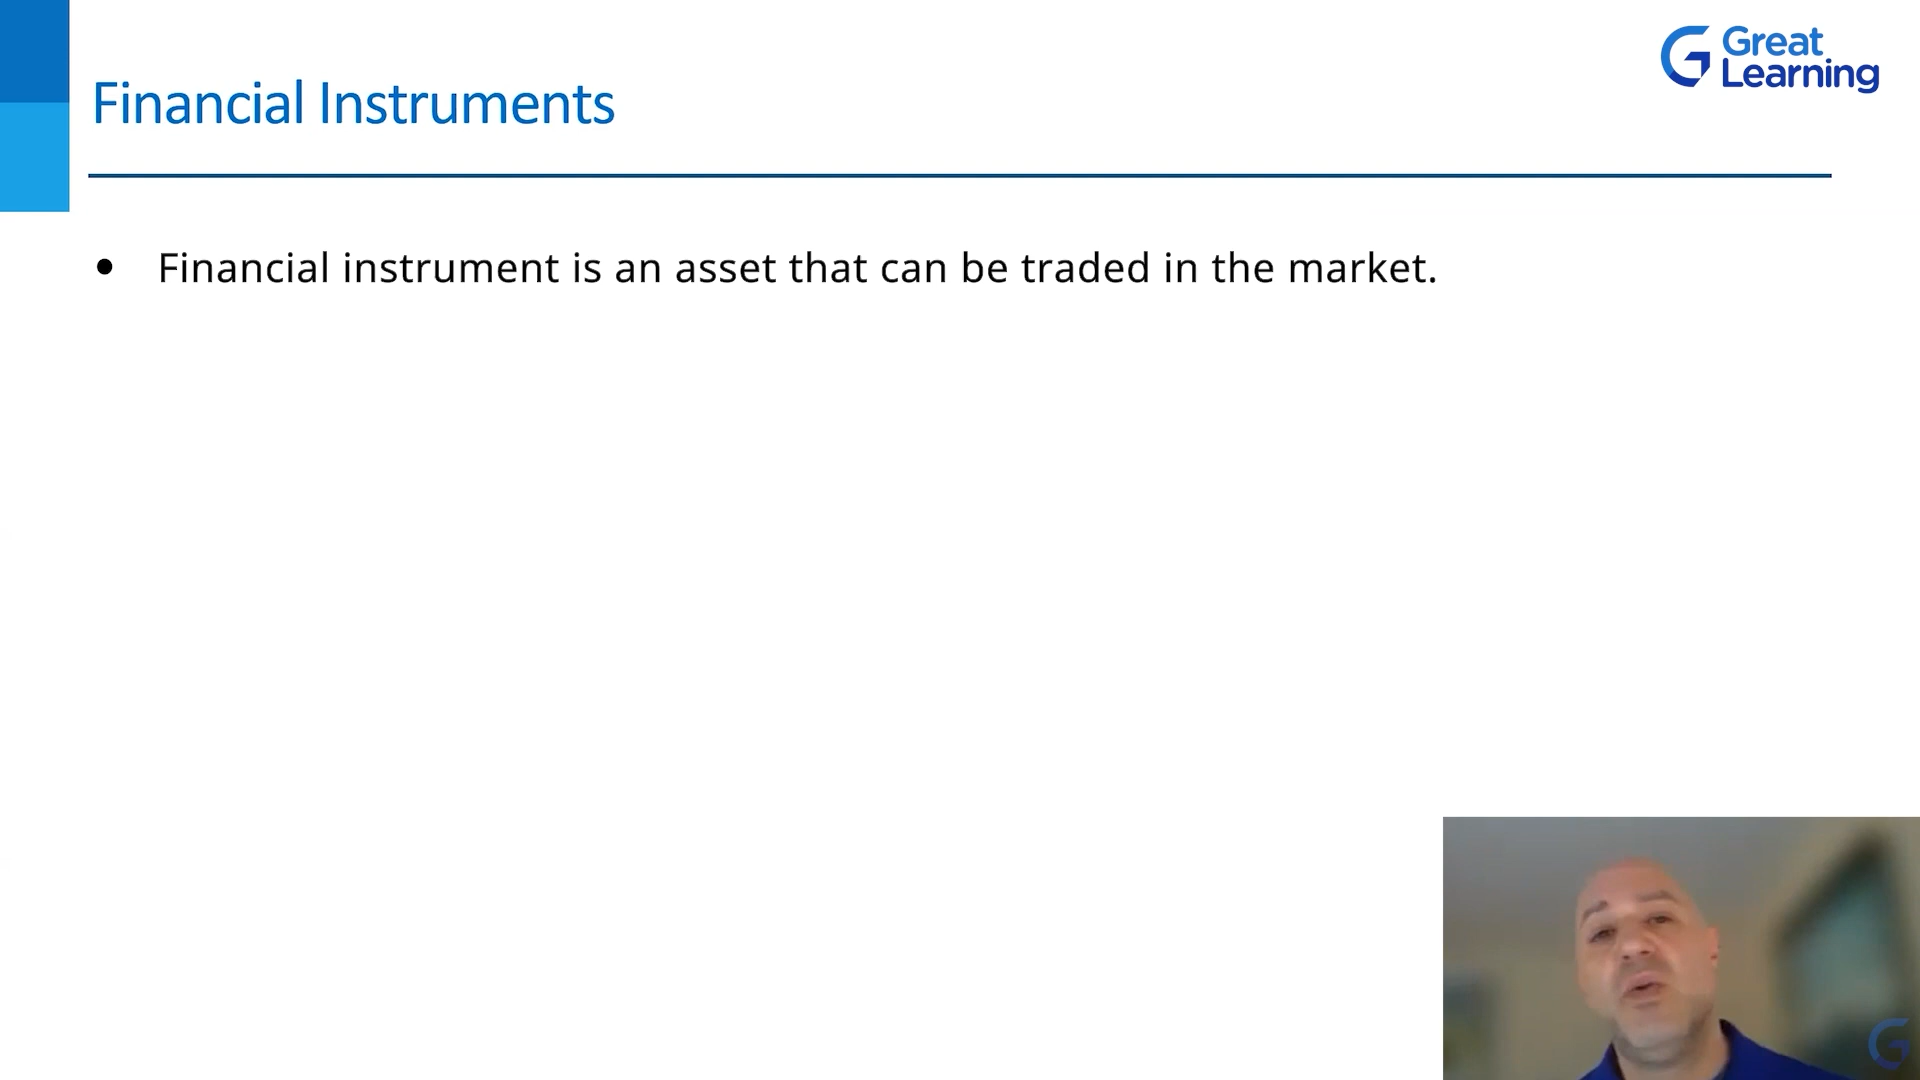 Great
Learning
Financial Instruments
• Financial instrument is an asset that can be traded in the market.